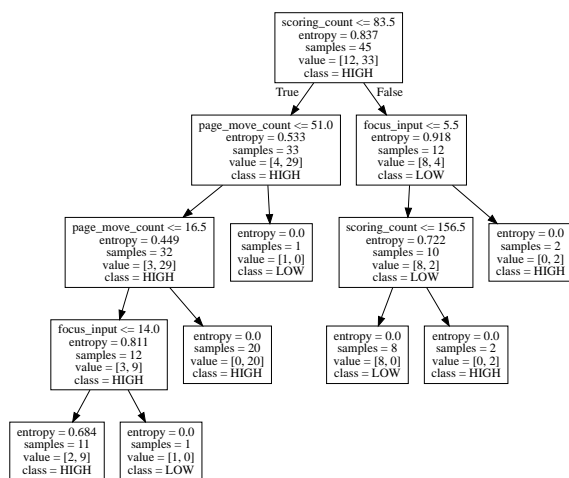 scoring_count <= 83.5
entropy = 0.837
samples = 45
value = [12, 33]
class = HIGH
True
False
page_move_count <= 51.0
entropy = 0.533
samples = 33
value = [4, 29]
class = HIGH
focus_input <= 5.5
entropy = 0.918
samples = 12
value = [8, 4]
class = LOW
page_move_count <= 16.5
entropy = 0.449
samples = 32
value = [3, 29]
class = HIGH
entropy = 0.0
samples = 1
value = [1, 0]
class = LOW
scoring_count <= 156.5
entropy = 0.722
samples = 10
value = [8, 2]
class = LOW
entropy = 0.0
samples = 2
value = [0, 2]
class = HIGH
focus_input <= 14.0
entropy = 0.811
samples = 12
value = [3, 9]
class = HIGH
entropy = 0.0
samples = 20
value = [0, 20]
class = HIGH
entropy = 0.0
samples = 8
value = [8, 0]
class = LOW
entropy = 0.0
samples = 2
value = [0, 2]
class = HIGH
entropy = 0.684
samples = 11
value = [2, 9]
class = HIGH
entropy = 0.0
samples = 1
value = [1, 0]
class = LOW